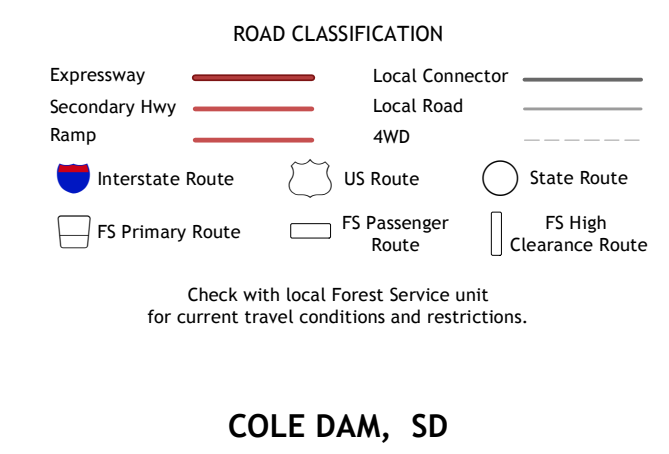 ROAD CLASSIFICATION
Expressway
Local Connector
Secondary Hwy
Local Road
Ramp
4WD
Interstate Route
US Route
State Route
FS Primary Route
FS Passenger
Route
FS High
Clearance Route
Check with local Forest Service unit
for current travel conditions and restrictions.
COLE DAM, SD